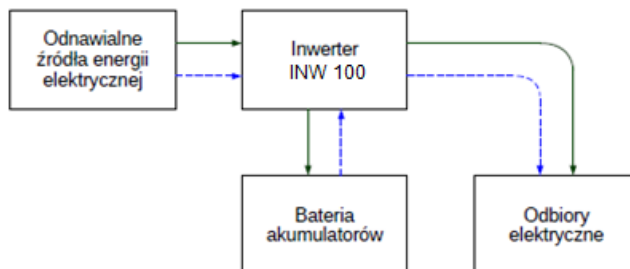 Odnawialne
źródła energii
elektrycznej
Inwerter
INW 100
Bateria
akumulatorów
Odbiory
elektryczne